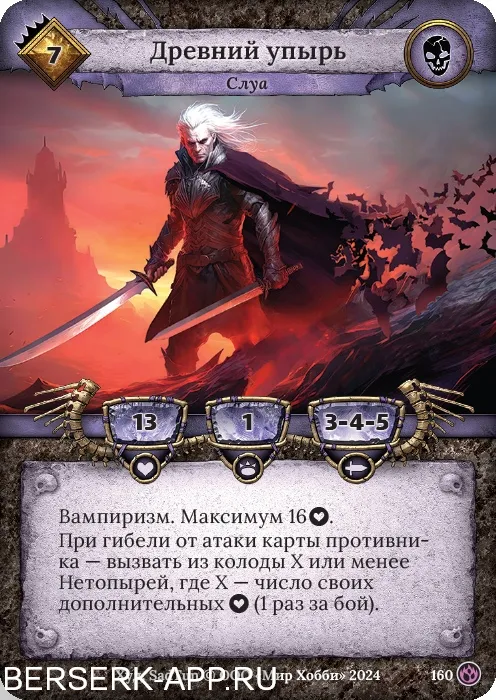 7
Древний упырь
Слуа
13
1
3-4-5
Вампиризм. Максимум 16
При гибели от атаки карты противни-
ка — вызвать из колоды X или менее
Нетопырей, где X — число своих
дополнительных (1 раз за бой).
© ООО «Мир Хобби» 2024
160
BERSERK-APP.RU